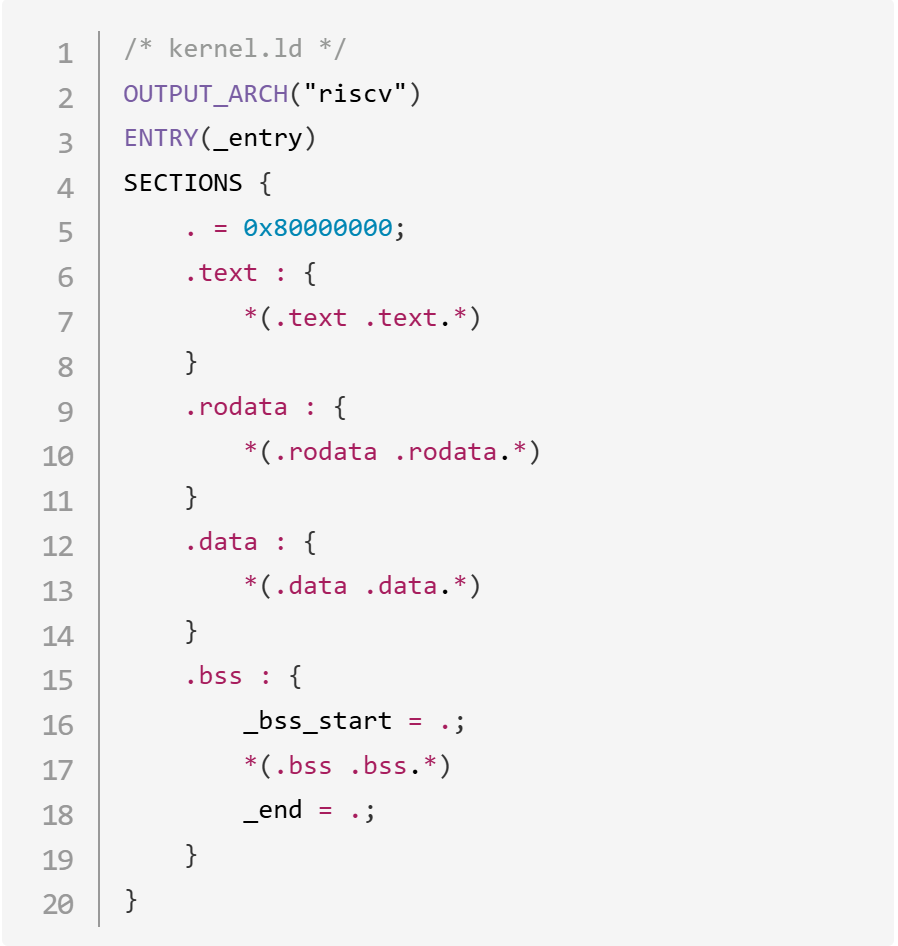 1 /* kernel.ld */
2 OUTPUT_ARCH("riscv")
3 ENTRY(_entry)
4 SECTIONS {
5     . = 0x80000000;
6     .text : {
7         *(.text .text.*)
8     }
9     .rodata : {
10         *(.rodata .rodata.*)
11     }
12     .data : {
13         *(.data .data.*)
14     }
15     .bss : {
16         _bss_start = .;
17         *(.bss .bss.*)
18         _end = .;
19     }
20 }